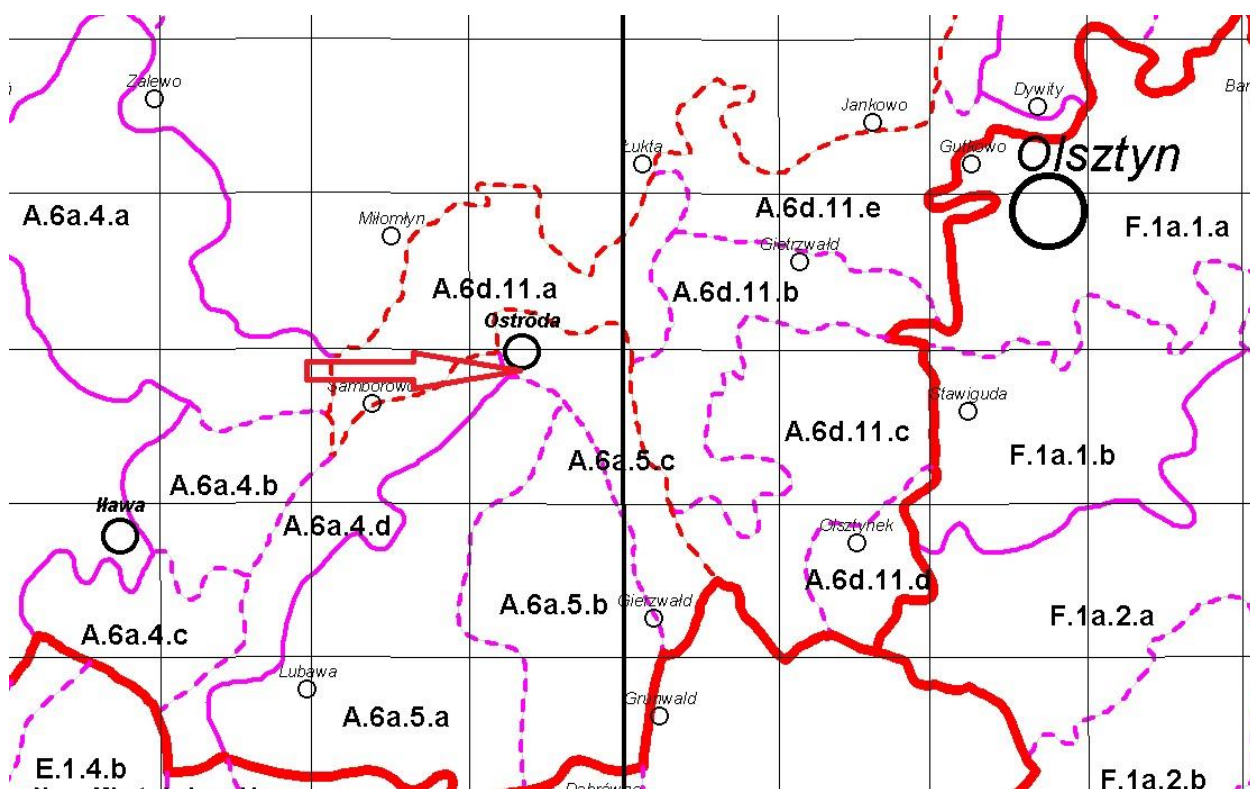 Zalewo
Dywity
Jankowo
Łukta
Gutkowo
Olsztyn
A.6a.4.a
Miłomłyn
A.6d.11.e
F.1a.1.a
Gietrzwałd
A.6d.11.a
A.6d.11.b
Ostróda
Samborowo
Stawiguda
A.6d.11.c
F.1a.1.b
A.6a.5.c
A.6a.4.b
Iława
A.6a.4.d
Olsztynek
A.6d.11.d
A.6a.5.b
Gierzwałd
F.1a.2.a
A.6a.4.c
Lubawa
Grunwald
A.6a.5.a
E.1.4.b
F.1a.2.b